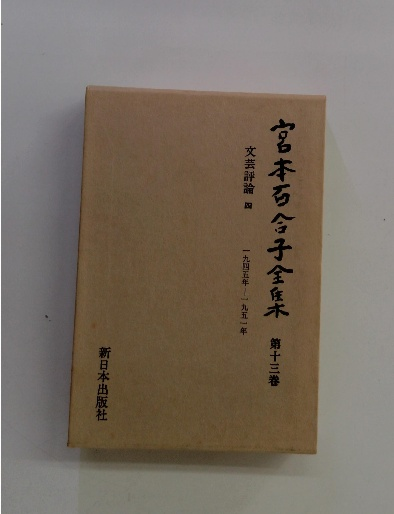 宮本百合子全集 第十三巻
文芸評論 四
一九四五年―一九五一年
新日本出版社